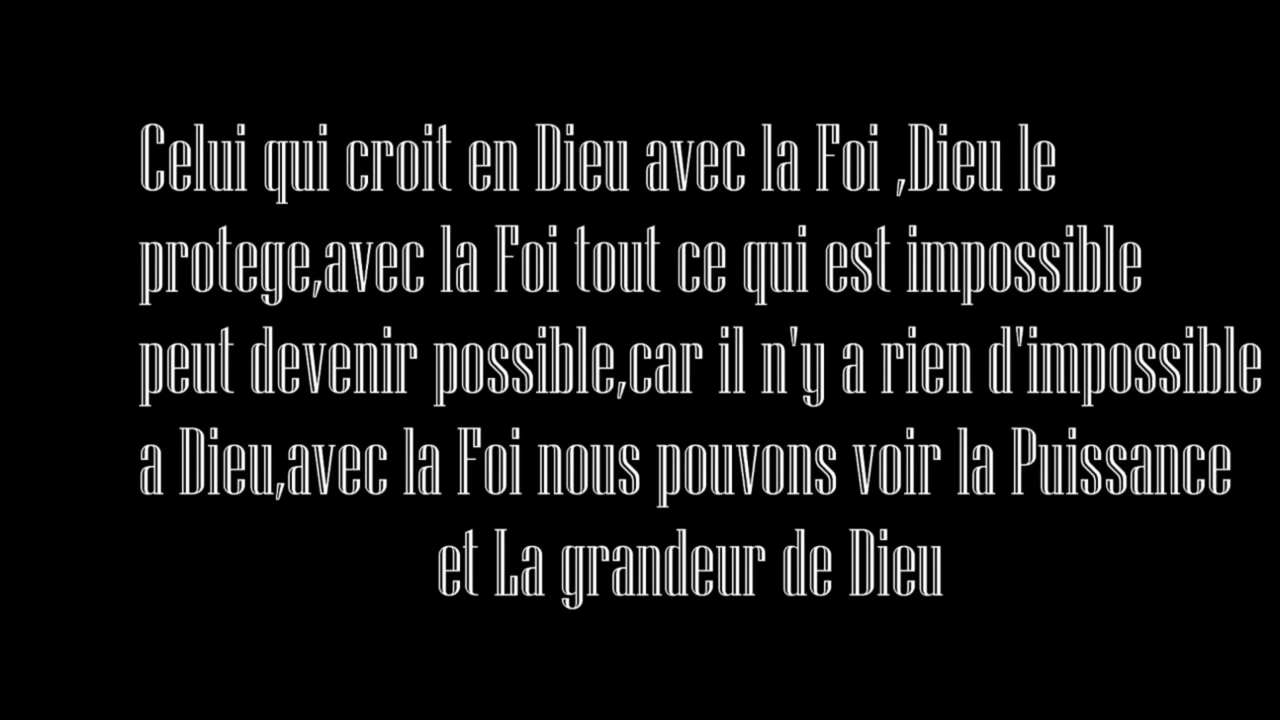 Celui qui croit en Dieu avec la Foi ,Dieu le
protege,avec la Foi tout ce qui est impossible
peut devenir possible,car il n'y a rien d'impossible
a Dieu,avec la Foi nous pouvons voir la Puissance
et La grandeur de Dieu